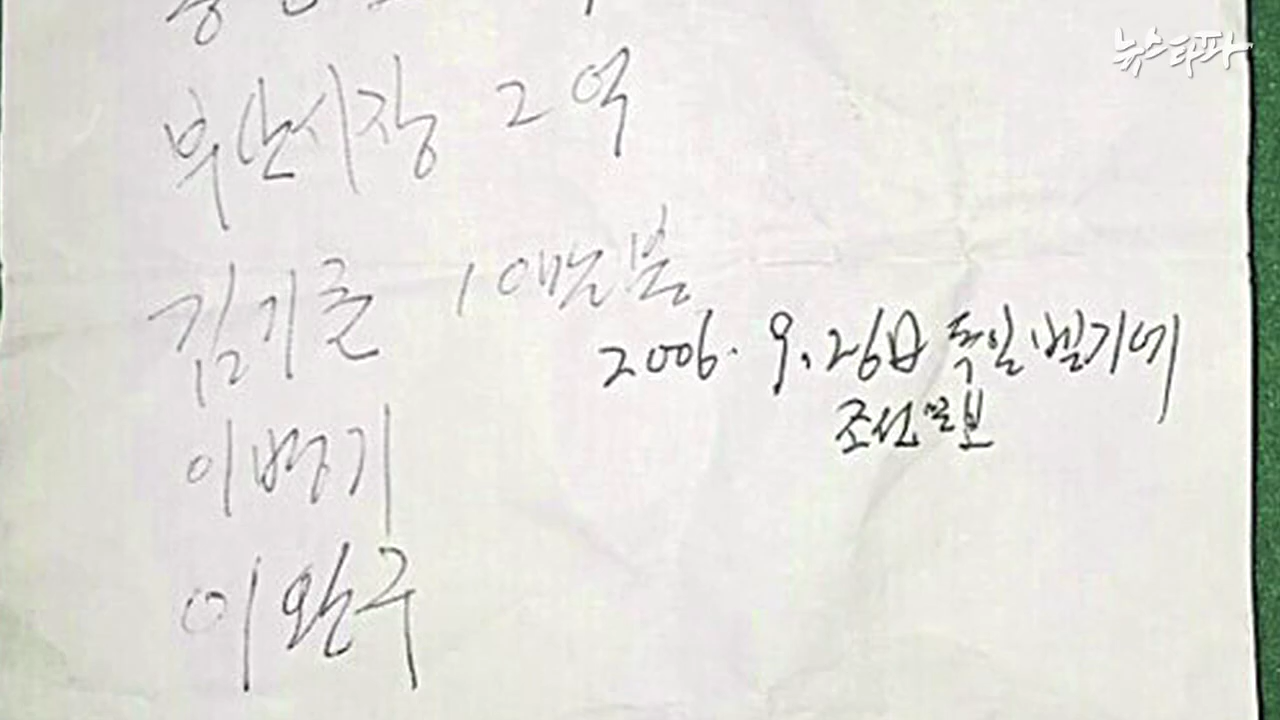 뉴스타파
부산시장 2억
김기춘 10만불
2006. 9. 26日 독일 벨기에
조선일보
이병기
이완구